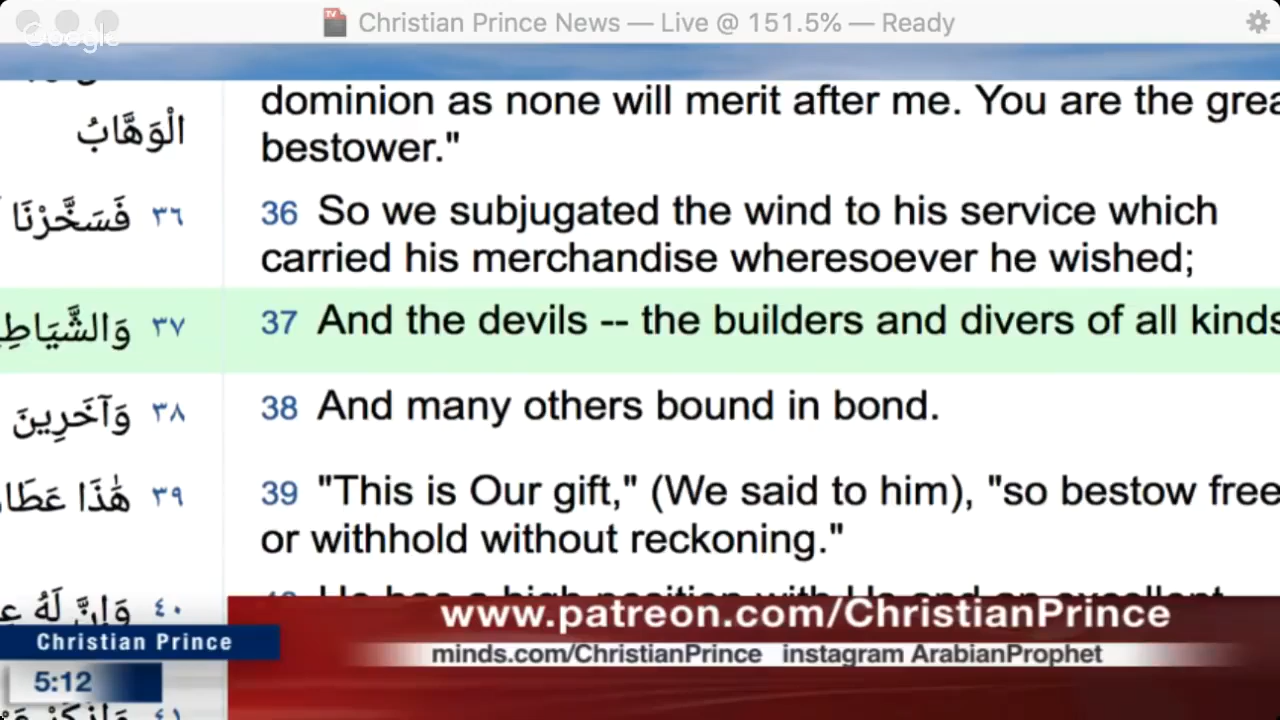 Christian Prince News — Live @ 151.5% — Ready
Google
dominion as none will merit after me. You are the grea
الْوَهَّابُ
bestower."
فَسَخَّرْنَا ٣٦
36 So we subjugated the wind to his service which
carried his merchandise wheresoever he wished;
وَالشَّيَاطِ ٣٧
37 And the devils -- the builders and divers of all kinds
وَآخَرِينَ ٣٨
38 And many others bound in bond.
هَٰذَا عَطَا ٣٩
39 "This is Our gift," (We said to him), "so bestow free
or withhold without reckoning."
وَإِنَّ لَهُ ٤٠
www.patreon.com/ChristianPrince
Christian Prince
minds.com/ChristianPrince instagram ArabianProphet
5:12
٤١